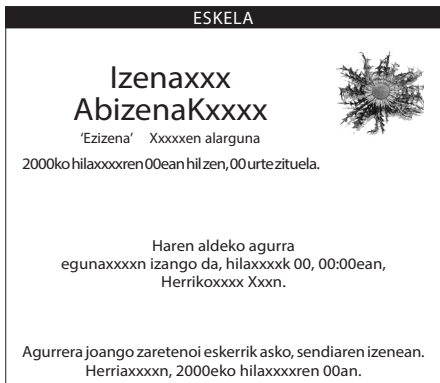 ESKELA
Izenaxxx
AbizenaKxxxx
‘Ezizena’ Xxxxxen alarguna
2000ko hilaxxxxren 00ean hil zen, 00 urte zituela.
Haren aldeko agurra
egunaxxxxn izango da, hilaxxxxk 00, 00:00ean,
Herrikoxxxx Xxxn.
Agurrera joango zaretenoi eskerrik asko, sendiaren izenean.
Herriaxxxxn, 2000eko hilaxxxxren 00an.